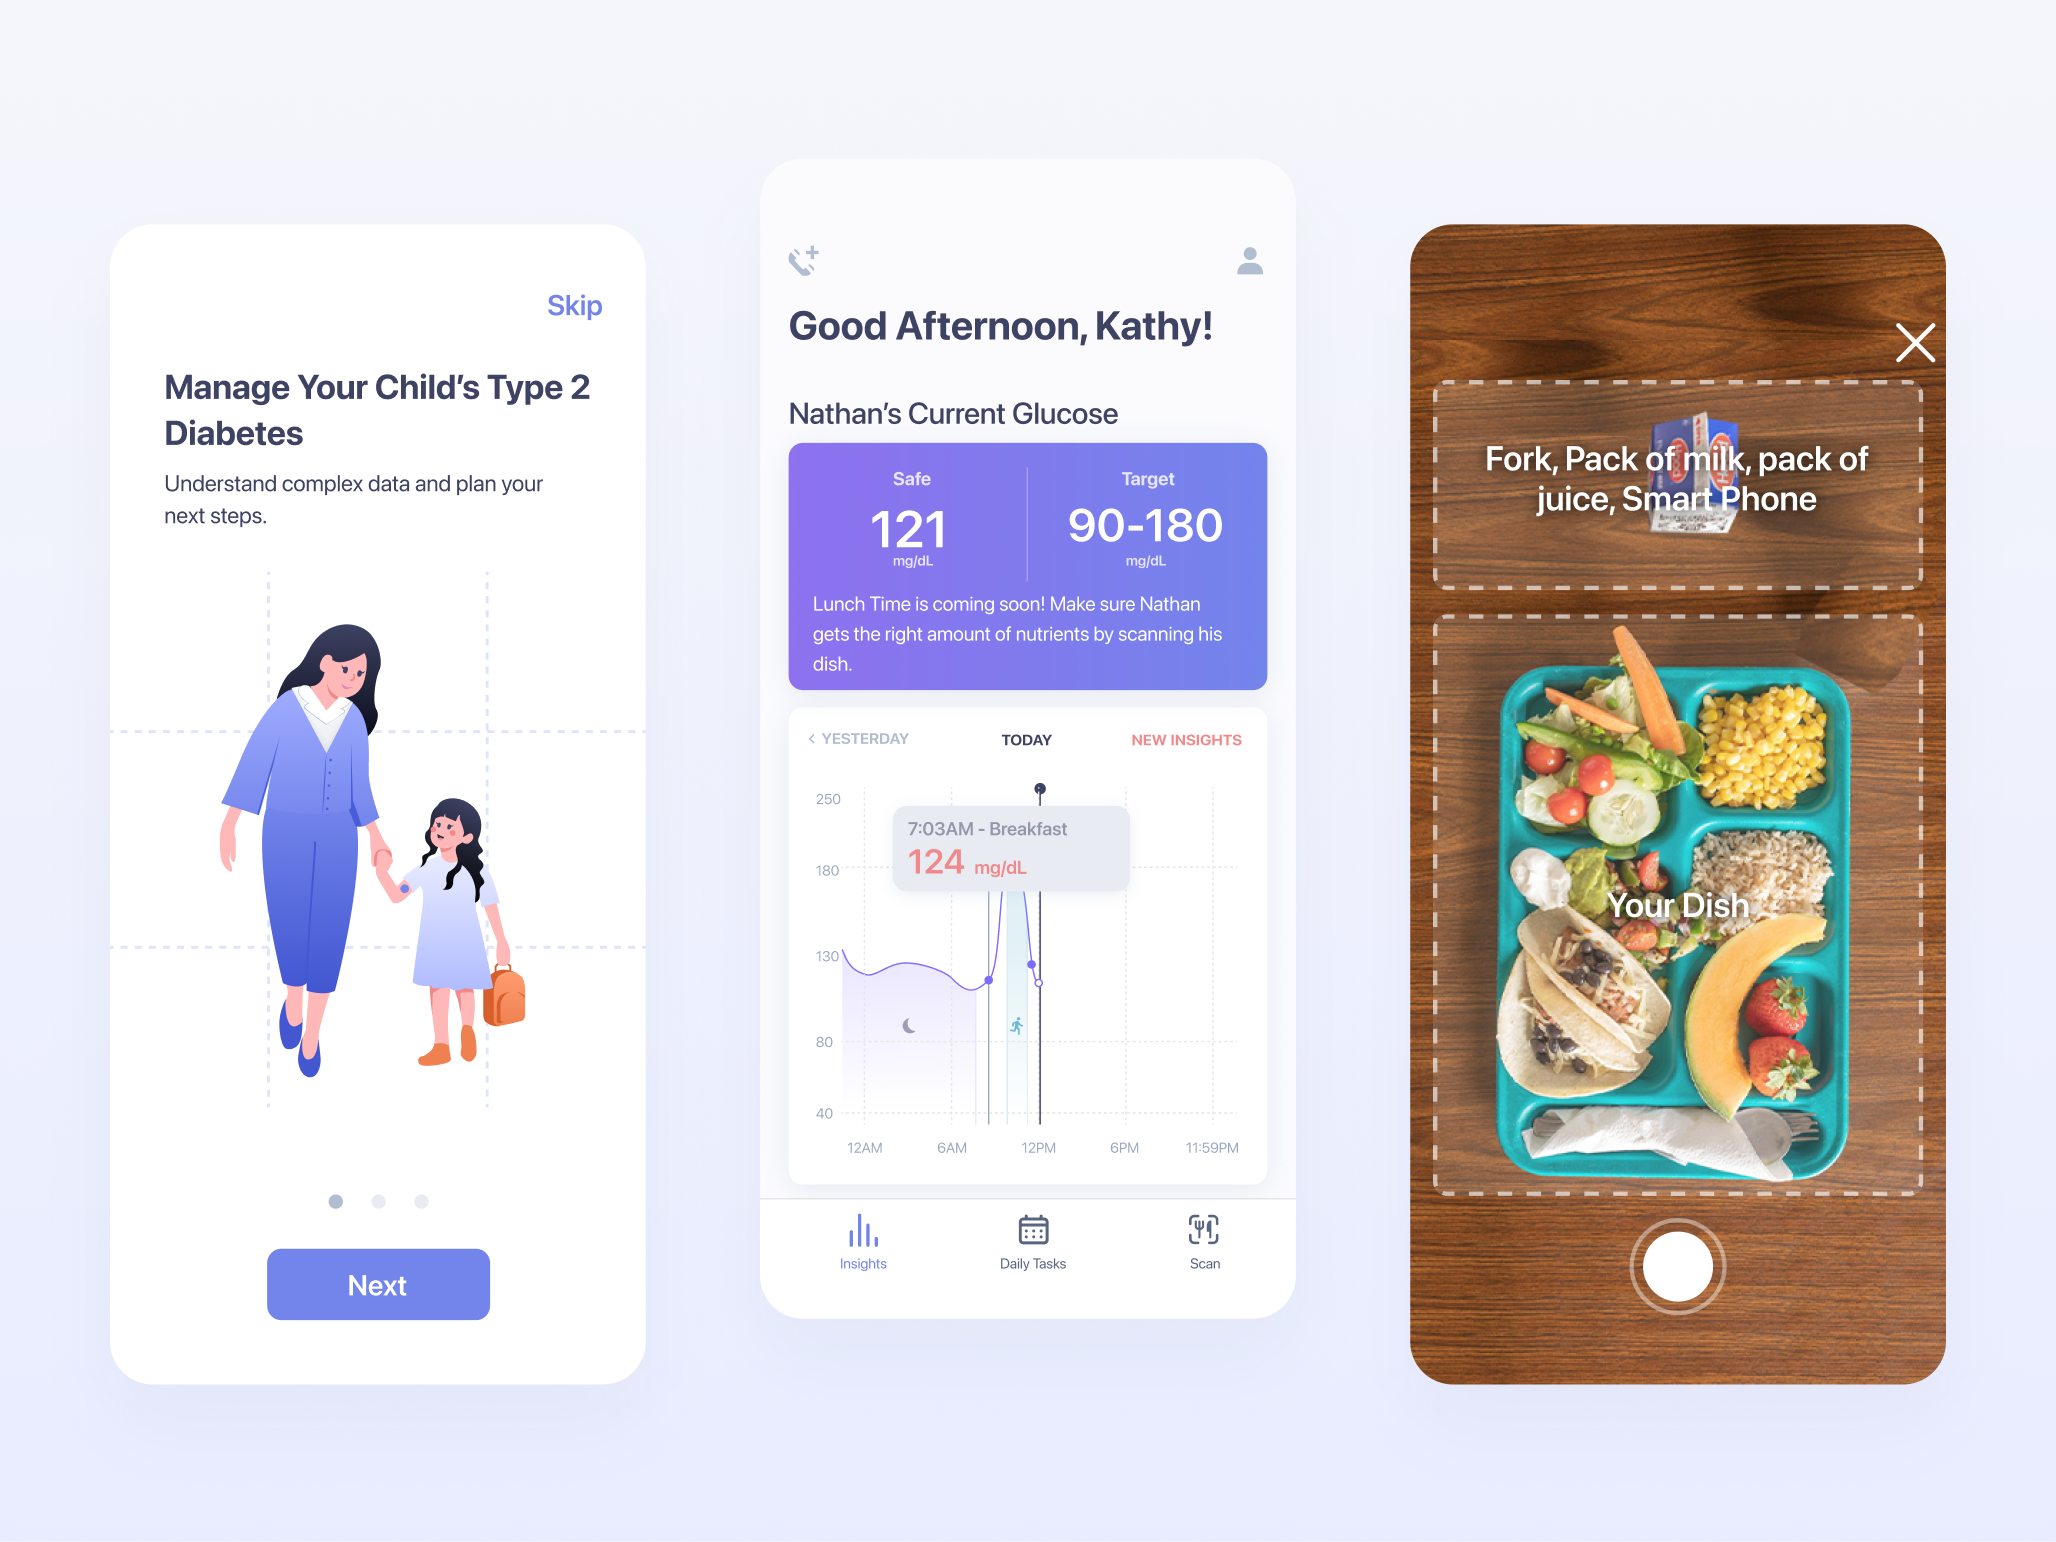 Skip
Manage Your Child’s Type 2
Diabetes
Understand complex data and plan your
next steps.
Next
Good Afternoon, Kathy!
Nathan’s Current Glucose
Safe
121
mg/dL
Target
90-180
mg/dL
Lunch Time is coming soon! Make sure Nathan
gets the right amount of nutrients by scanning his
dish.
YESTERDAY
TODAY
NEW INSIGHTS
7:03AM - Breakfast
124 mg/dL
250
180
130
80
40
12AM
6AM
12PM
6PM
11:59PM
Insights
Daily Tasks
Scan
Fork, Pack of milk, pack of
juice, Smart Phone
Your Dish